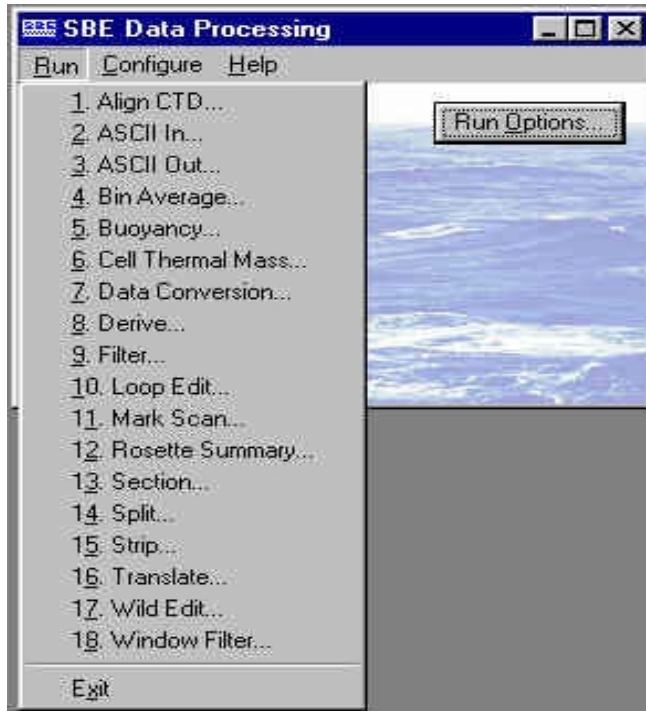 SBE SBE Data Processing
Run Configure Help
1. Align CTD...
Run Options...
2. ASCII In...
3. ASCII Out...
4. Bin Average...
5. Buoyancy...
6. Cell Thermal Mass...
7. Data Conversion...
8. Derive...
9. Filter...
10. Loop Edit...
11. Mark Scan...
12. Rosette Summary...
13. Section...
14. Split...
15. Strip...
16. Translate...
17. Wild Edit...
18. Window Filter...
Exit